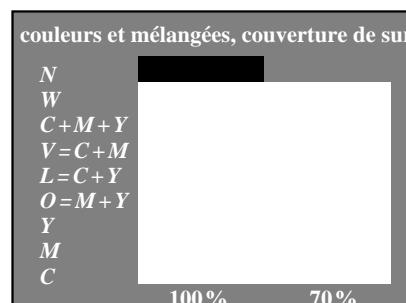 couleurs et mélangées, couverture de sur
N
W
C+M+Y
V=C+M
L=C+Y
O=M+Y
Y
M
C
100% 70%